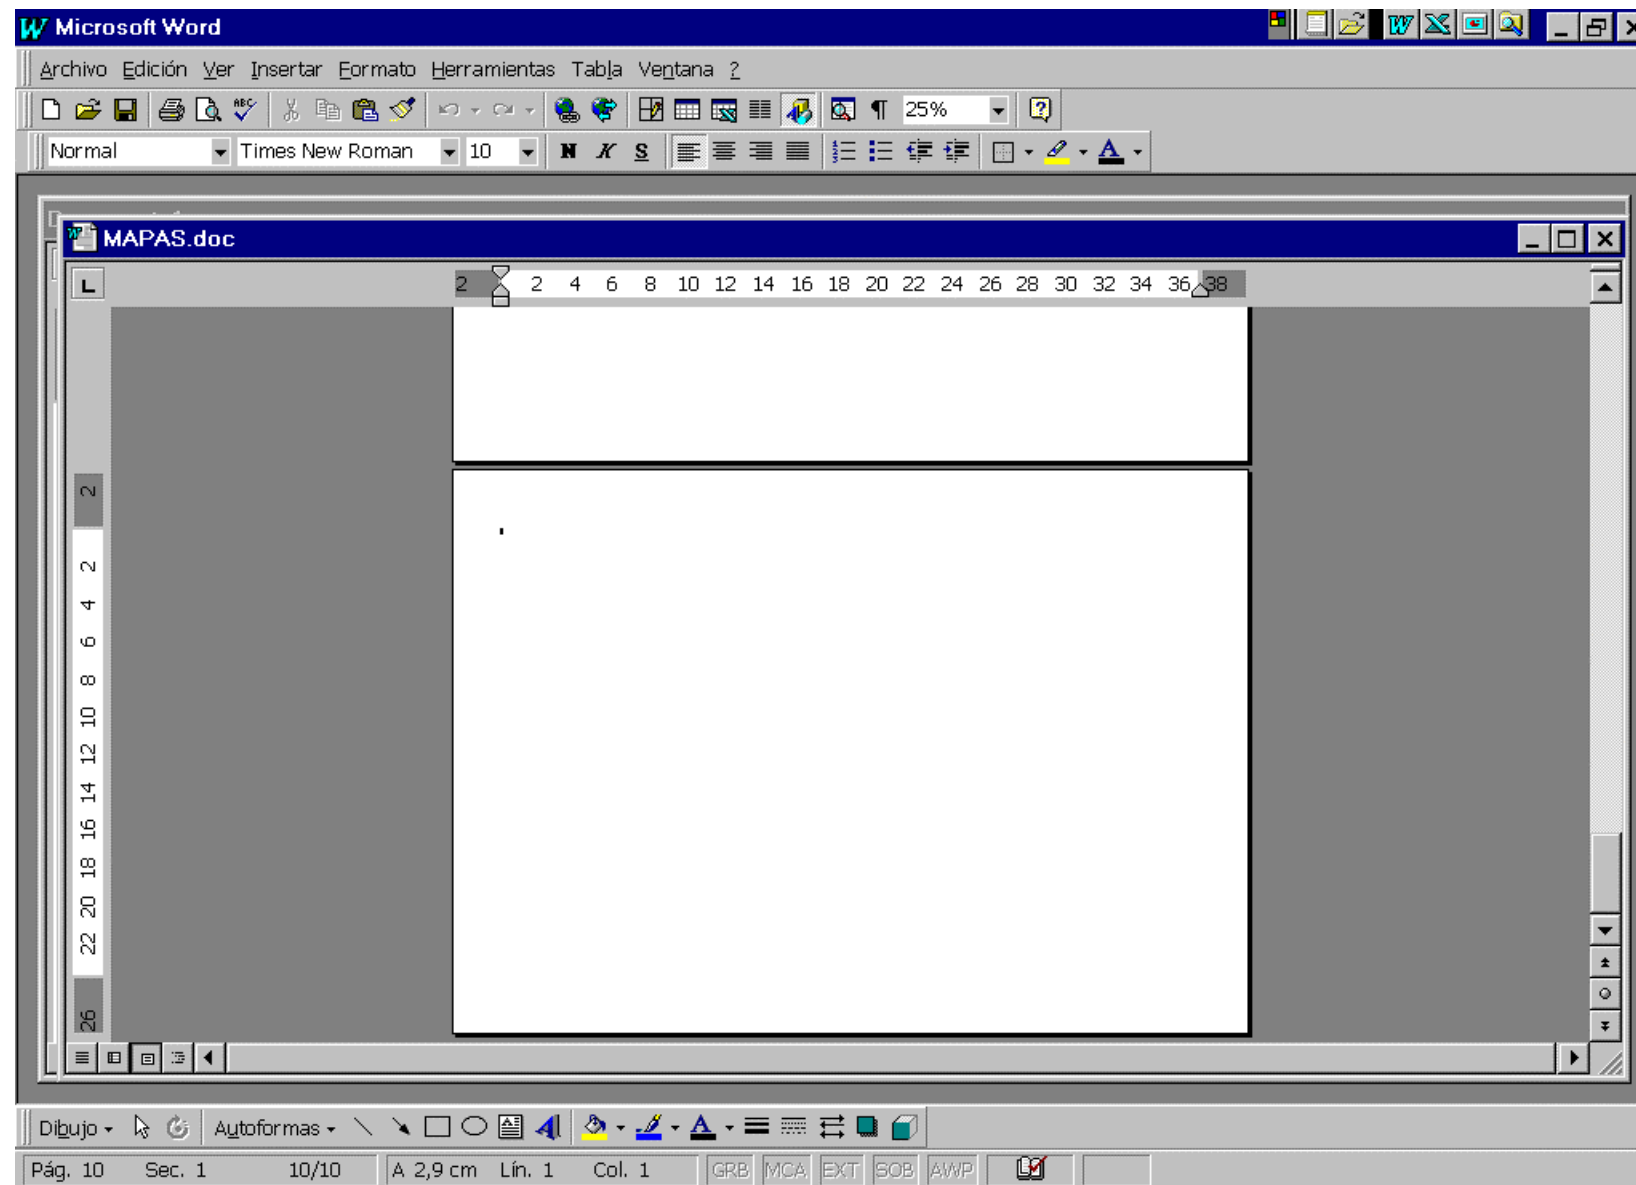 Microsoft Word
Archivo Edición Ver Insertar Formato Herramientas Tabla Ventana ?
ABC 25%
Normal Times New Roman 10 N K S
MAPAS.doc
L 2 2 4 6 8 10 12 14 16 18 20 22 24 26 28 30 32 34 36 38
2
2
4
6
8
10
12
14
16
18
20
22
26
Dibujo Autoformas
Pág. 10 Sec. 1 10/10 A 2,9 cm Lín. 1 Col. 1 GRB MCA EXT SOB AWP